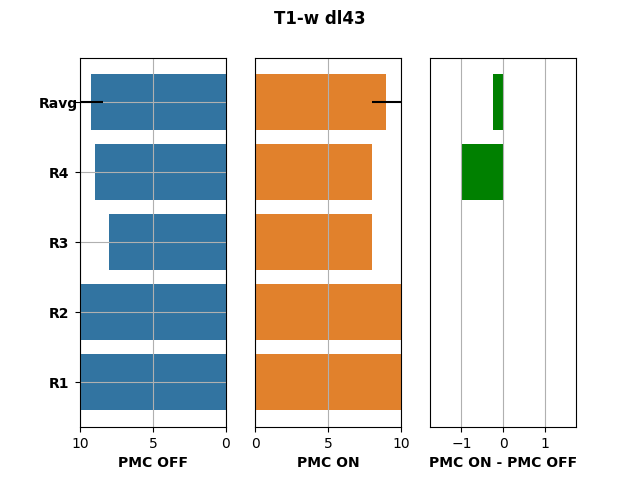 T1-w dl43
Ravg
R4
R3
R2
R1
10 5 0
0 5 10
−1 0 1
PMC OFF
PMC ON
PMC ON - PMC OFF